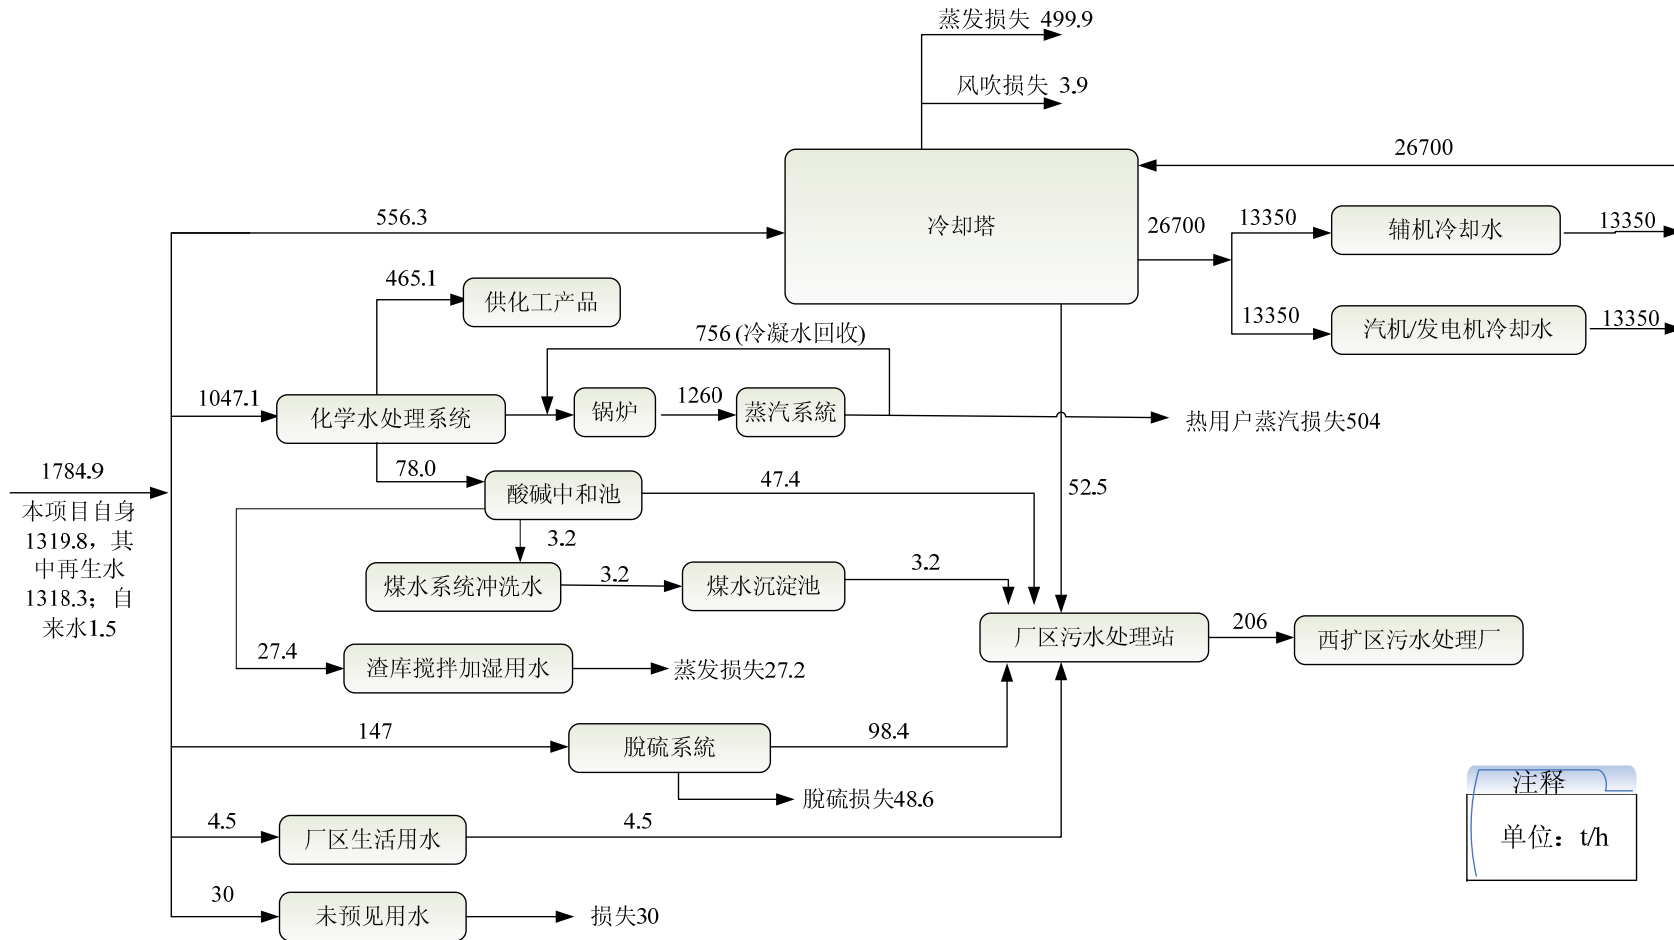 蒸发损失 499.9
风吹损失 3.9
26700
556.3
冷却塔
26700
13350
辅机冷却水
13350
465.1
供化工产品
13350
汽机/发电机冷却水
13350
756 (冷凝水回收)
1047.1
化学水处理系统
锅炉
1260
蒸汽系統
热用户蒸汽损失504
1784.9
本项目自身
1319.8，其
中再生水
1318.3；自
来水1.5
78.0
酸碱中和池
47.4
52.5
3.2
煤水系统冲洗水
3.2
煤水沉淀池
3.2
厂区污水处理站
206
西扩区污水处理厂
27.4
渣库搅拌加湿用水
蒸发损失27.2
147
脫硫系統
98.4
脫硫损失48.6
4.5
厂区生活用水
4.5
30
未预见用水
损失30
注释
单位：t/h